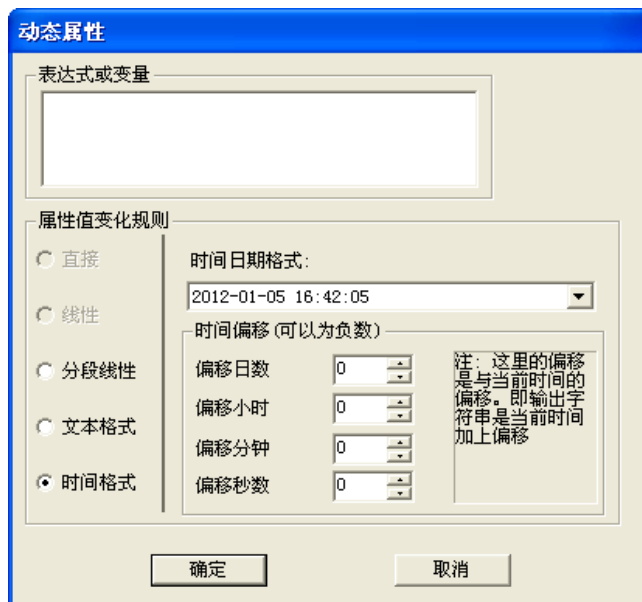 动态属性
表达式或变量
属性值变化规则
直接
时间日期格式:
2012-01-05 16:42:05
线性
时间偏移(可以为负数)
分段线性
偏移日数 0
注: 这里的偏移
是与当前时间的
偏移。即输出字
符串是当前时间
加上偏移
偏移小时 0
文本格式
偏移分钟 0
时间格式
偏移秒数 0
确定
取消